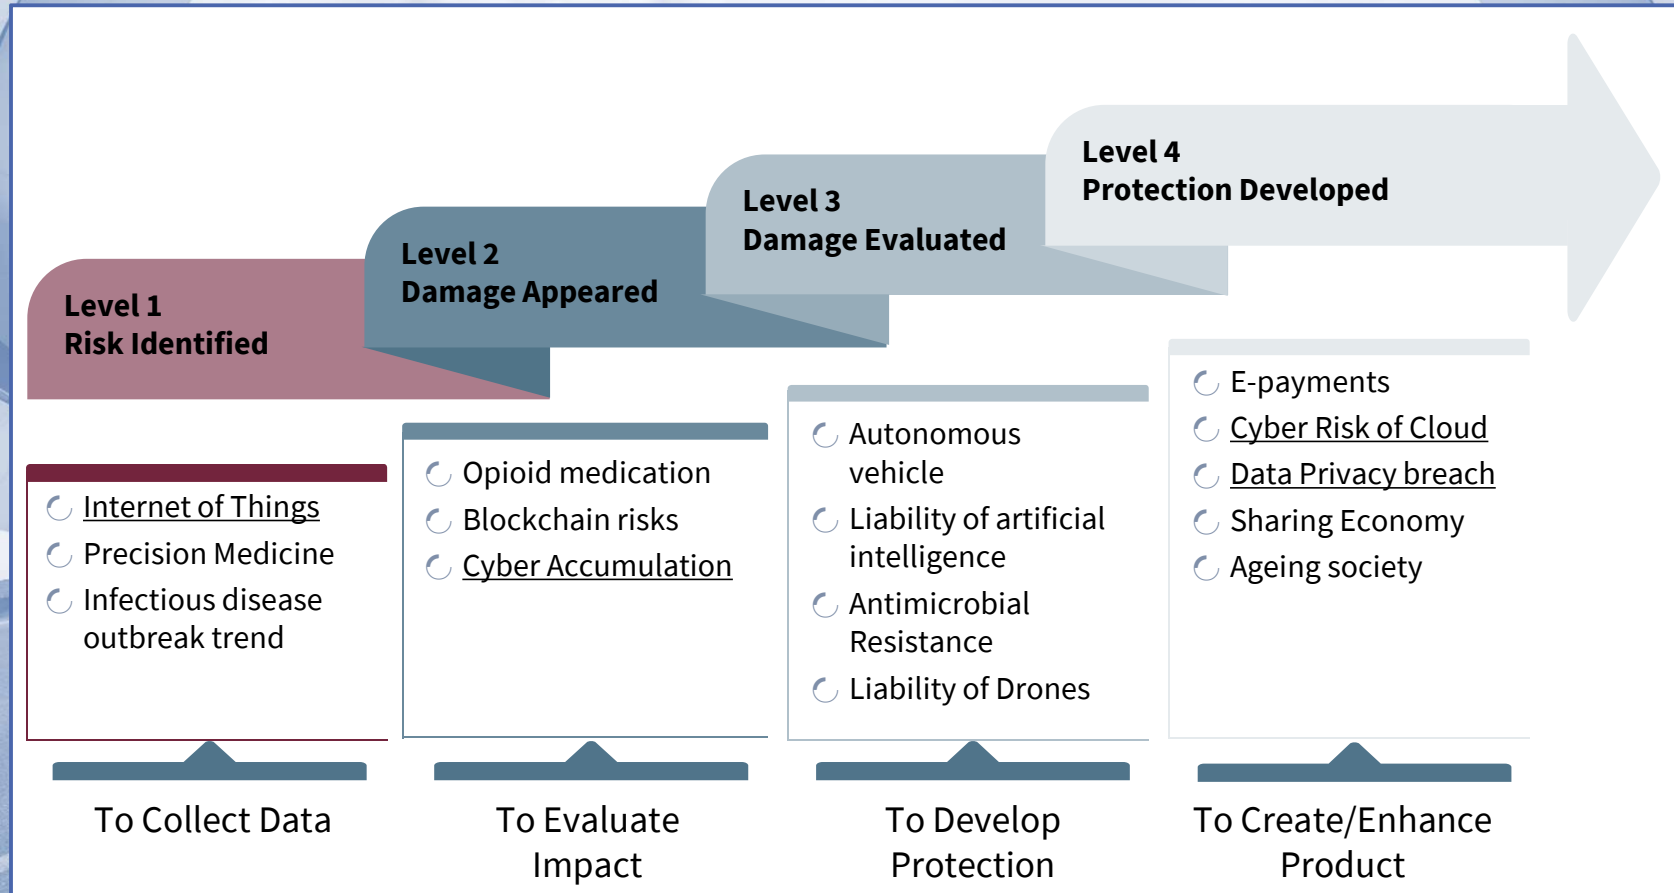 Level 1
Risk Identified
Level 2
Damage Appeared
Level 3
Damage Evaluated
Level 4
Protection Developed
Internet of Things
Precision Medicine
Infectious disease
outbreak trend
Opioid medication
Blockchain risks
Cyber Accumulation
Autonomous
vehicle
Liability of artificial
intelligence
Antimicrobial
Resistance
Liability of Drones
E-payments
Cyber Risk of Cloud
Data Privacy breach
Sharing Economy
Ageing society
To Collect Data
To Evaluate
Impact
To Develop
Protection
To Create/Enhance
Product